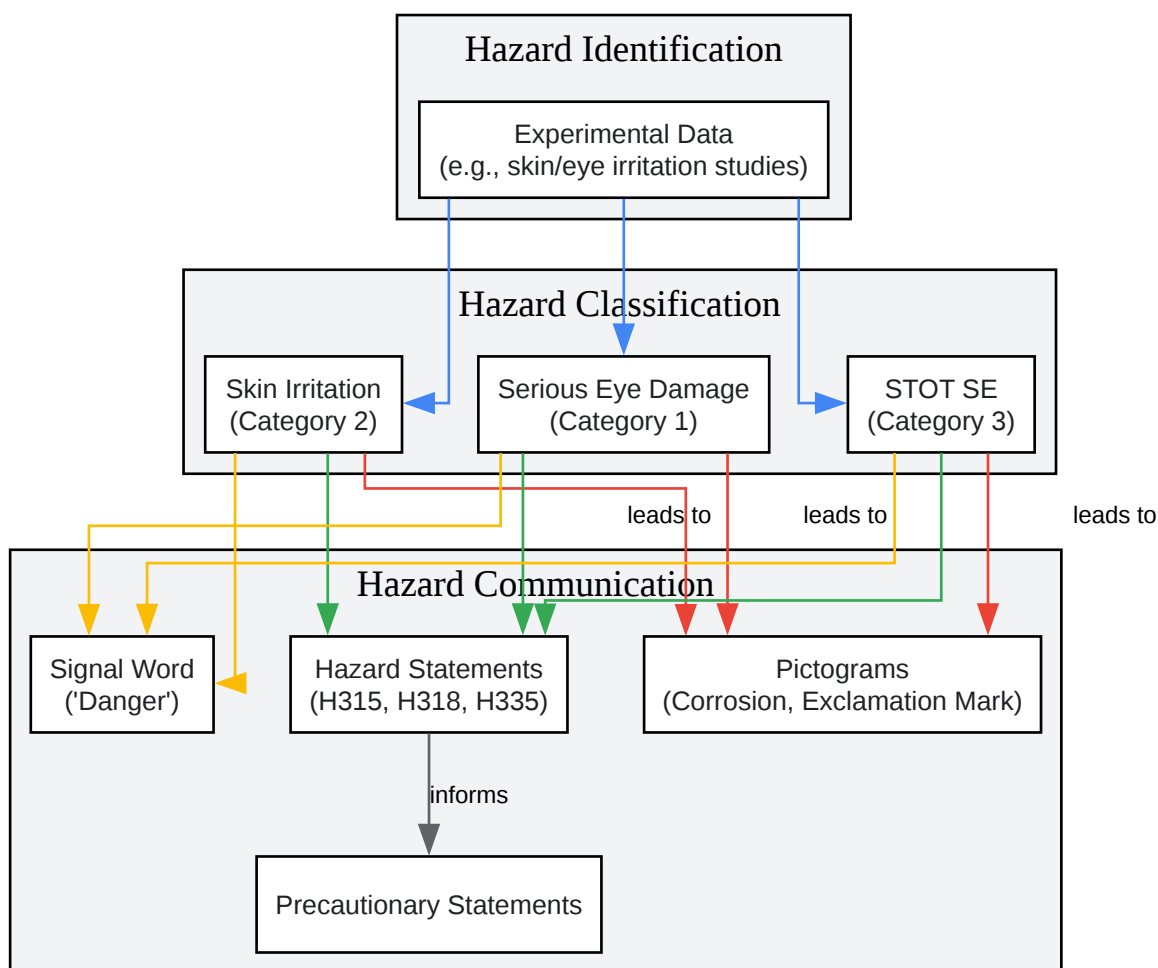 Hazard Identification
Experimental Data
(e.g., skin/eye irritation studies)
Hazard Classification
Skin Irritation
(Category 2)
Serious Eye Damage
(Category 1)
STOT SE
(Category 3)
leads to
leads to
leads to
Hazard Communication
Signal Word
('Danger')
Hazard Statements
(H315, H318, H335)
Pictograms
(Corrosion, Exclamation Mark)
informs
Precautionary Statements